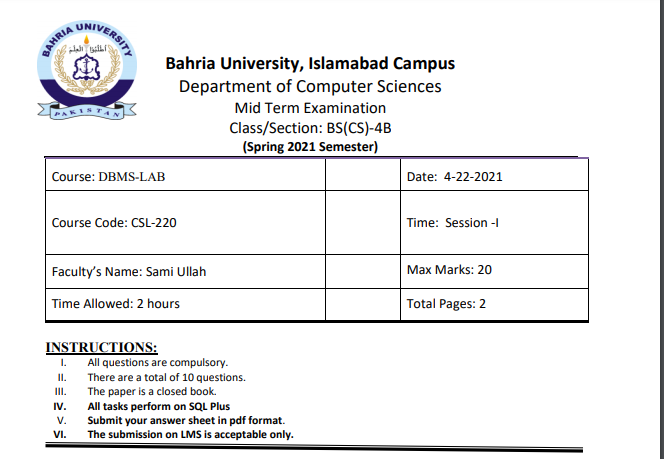 BAHRIA UNIVERSITY
PAKISTAN
Bahria University, Islamabad Campus
Department of Computer Sciences
Mid Term Examination
Class/Section: BS(CS)-4B
(Spring 2021 Semester)
Course: DBMS-LAB
Date: 4-22-2021
Course Code: CSL-220
Time: Session -I
Faculty's Name: Sami Ullah
Max Marks: 20
Time Allowed: 2 hours
Total Pages: 2
INSTRUCTIONS:
I. All questions are compulsory.
II. There are a total of 10 questions.
III. The paper is a closed book.
IV. All tasks perform on SQL Plus
V. Submit your answer sheet in pdf format.
VI. The submission on LMS is acceptable only.